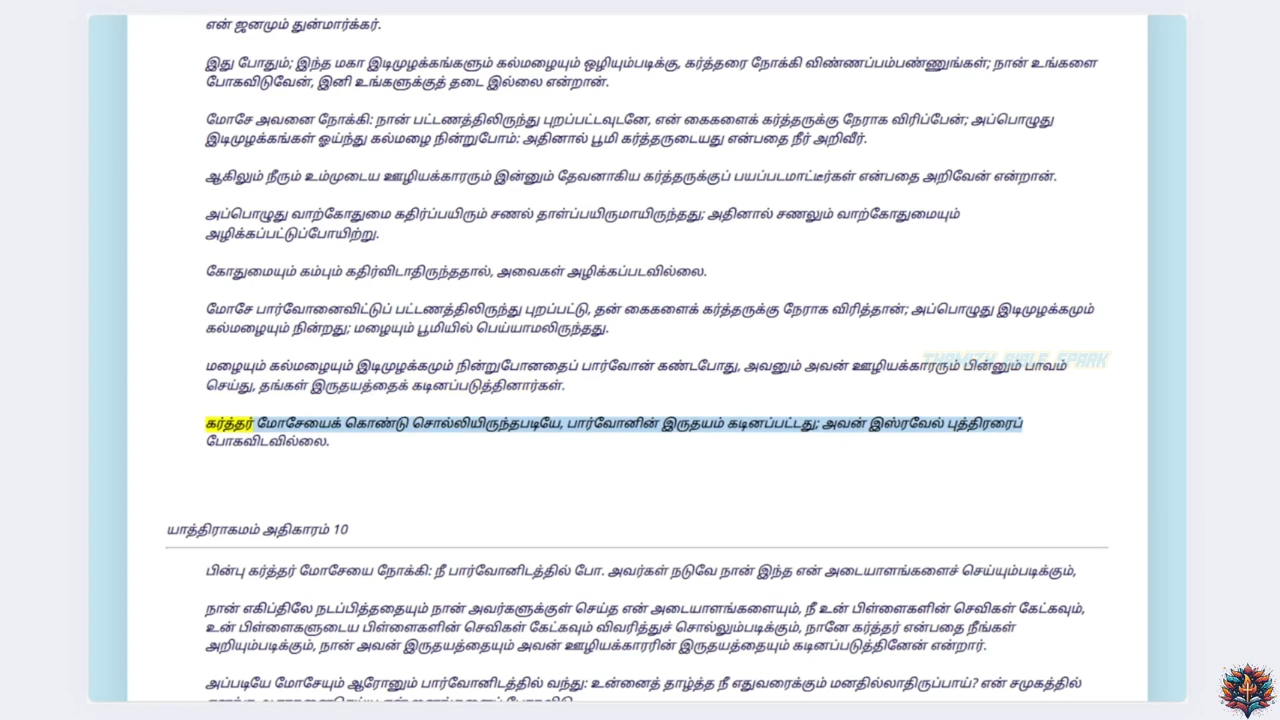 என் ஜனமும் துன்மார்க்கர்.
இது போதும்; இந்த மகா இடிமுழக்கங்களும் கல்மழையும் ஒழியும்படிக்கு, கர்த்தரை நோக்கி விண்ணப்பம்பண்ணுங்கள்; நான் உங்களை
போகவிடுவேன், இனி உங்களுக்குத் தடை இல்லை என்றான்.
மோசே அவனை நோக்கி: நான் பட்டணத்திலிருந்து புறப்பட்டவுடனே, என் கைகளைக் கர்த்தருக்கு நேராக விரிப்பேன்; அப்பொழுது
இடிமுழக்கங்கள் ஓய்ந்து கல்மழை நின்றுபோம்: அதினால் பூமி கர்த்தருடையது என்பதை நீர் அறிவீர்.
ஆகிலும் நீரும் உம்முடைய ஊழியக்காரரும் இன்னும் தேவனாகிய கர்த்தருக்குப் பயப்படமாட்டீர்கள் என்பதை அறிவேன் என்றான்.
அப்பொழுது வாற்கோதுமை கதிர்ப்பயிரும் சணல் தாள்ப்பயிருமாயிருந்தது; அதினால் சணலும் வாற்கோதுமையும்
அழிக்கப்பட்டுப்போயிற்று.
கோதுமையும் கம்பும் கதிர்விடாதிருந்ததால், அவைகள் அழிக்கப்படவில்லை.
மோசே பார்வோனைவிட்டுப் பட்டணத்திலிருந்து புறப்பட்டு, தன் கைகளைக் கர்த்தருக்கு நேராக விரித்தான்; அப்பொழுது இடிமுழக்கமும்
கல்மழையும் நின்றது; மழையும் பூமியில் பெய்யாமலிருந்தது.
THAMIZH BIBLE SPARK
மழையும் கல்மழையும் இடிமுழக்கமும் நின்றுபோனதைப் பார்வோன் கண்டபோது, அவனும் அவன் ஊழியக்காரரும் பின்னும் பாவம்
செய்து, தங்கள் இருதயத்தைக் கடினப்படுத்தினார்கள்.
கர்த்தர் மோசேயைக் கொண்டு சொல்லியிருந்தபடியே, பார்வோனின் இருதயம் கடினப்பட்டது; அவன் இஸ்ரவேல் புத்திரரைப்
போகவிடவில்லை.
யாத்திராகமம் அதிகாரம் 10
பின்பு கர்த்தர் மோசேயை நோக்கி: நீ பார்வோனிடத்தில் போ. அவர்கள் நடுவே நான் இந்த என் அடையாளங்களைச் செய்யும்படிக்கும்,
நான் எகிப்திலே நடப்பித்ததையும் நான் அவர்களுக்குள் செய்த என் அடையாளங்களையும், நீ உன் பிள்ளைகளின் செவிகள் கேட்கவும்,
உன் பிள்ளைகளுடைய பிள்ளைகளின் செவிகள் கேட்கவும் விவரித்துச் சொல்லும்படிக்கும், நானே கர்த்தர் என்பதை நீங்கள்
அறியும்படிக்கும், நான் அவன் இருதயத்தையும் அவன் ஊழியக்காரரின் இருதயத்தையும் கடினப்படுத்தினேன் என்றார்.
அப்படியே மோசேயும் ஆரோனும் பார்வோனிடத்தில் வந்து: உன்னைத் தாழ்த்த நீ எதுவரைக்கும் மனதில்லாதிருப்பாய்? என் சமுகத்தில்